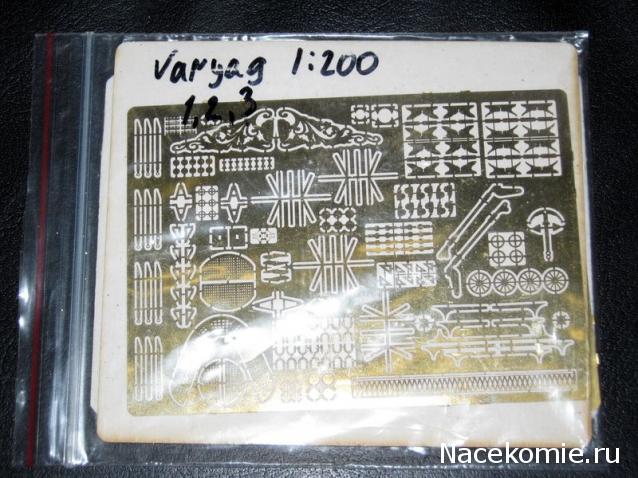 Varyag 1:200
1,2,3
Nacekomie.ru